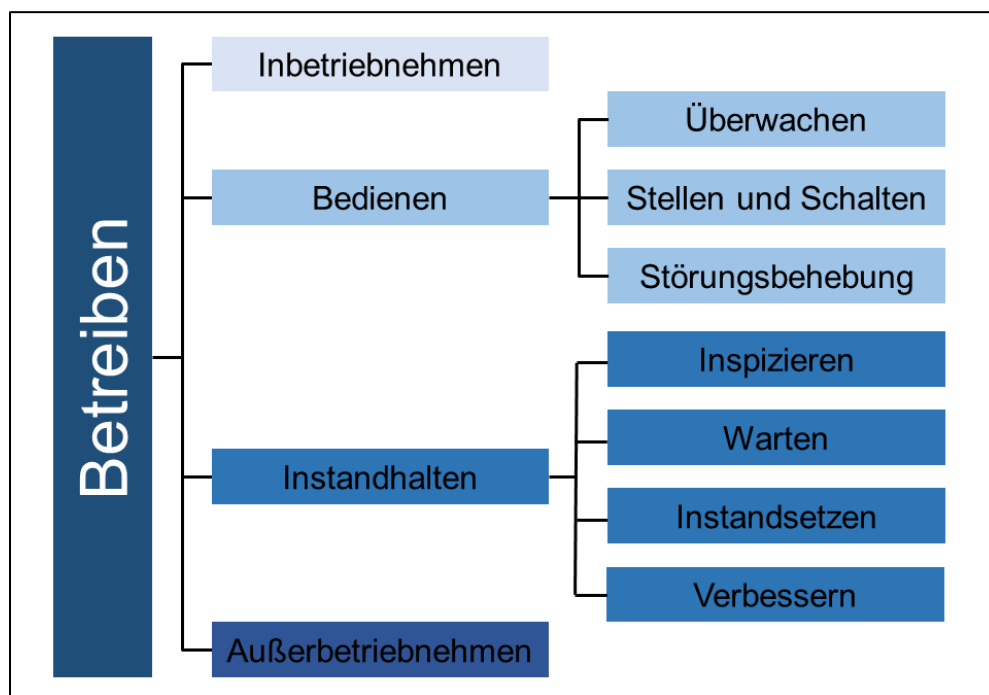 Betreiben
Inbetriebnehmen
Bedienen
Überwachen
Stellen und Schalten
Störungsbehebung
Instandhalten
Inspizieren
Warten
Instandsetzen
Verbessern
Außerbetriebnehmen